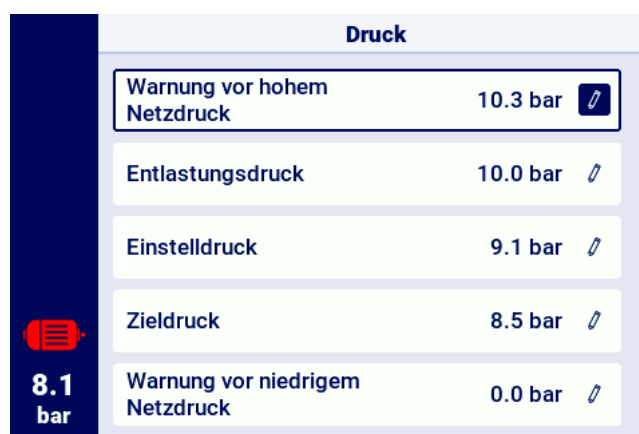 Druck
Warnung vor hohem
Netzdruck
10.3 bar
Entlastungsdruck
10.0 bar
Einstelldruck
9.1 bar
Zieldruck
8.5 bar
Warnung vor niedrigem
Netzdruck
0.0 bar
8.1
bar